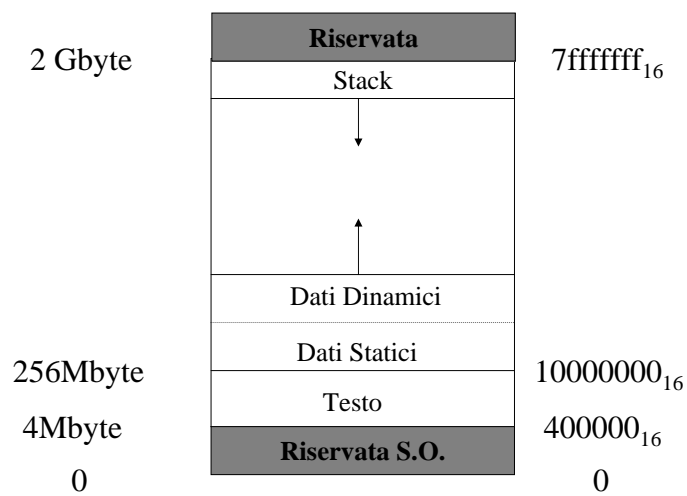 Riservata
2 Gbyte
7fffffff16
Stack
Dati Dinamici
Dati Statici
256Mbyte
1000000016
Testo
4Mbyte
40000016
Riservata S.O.
0
0